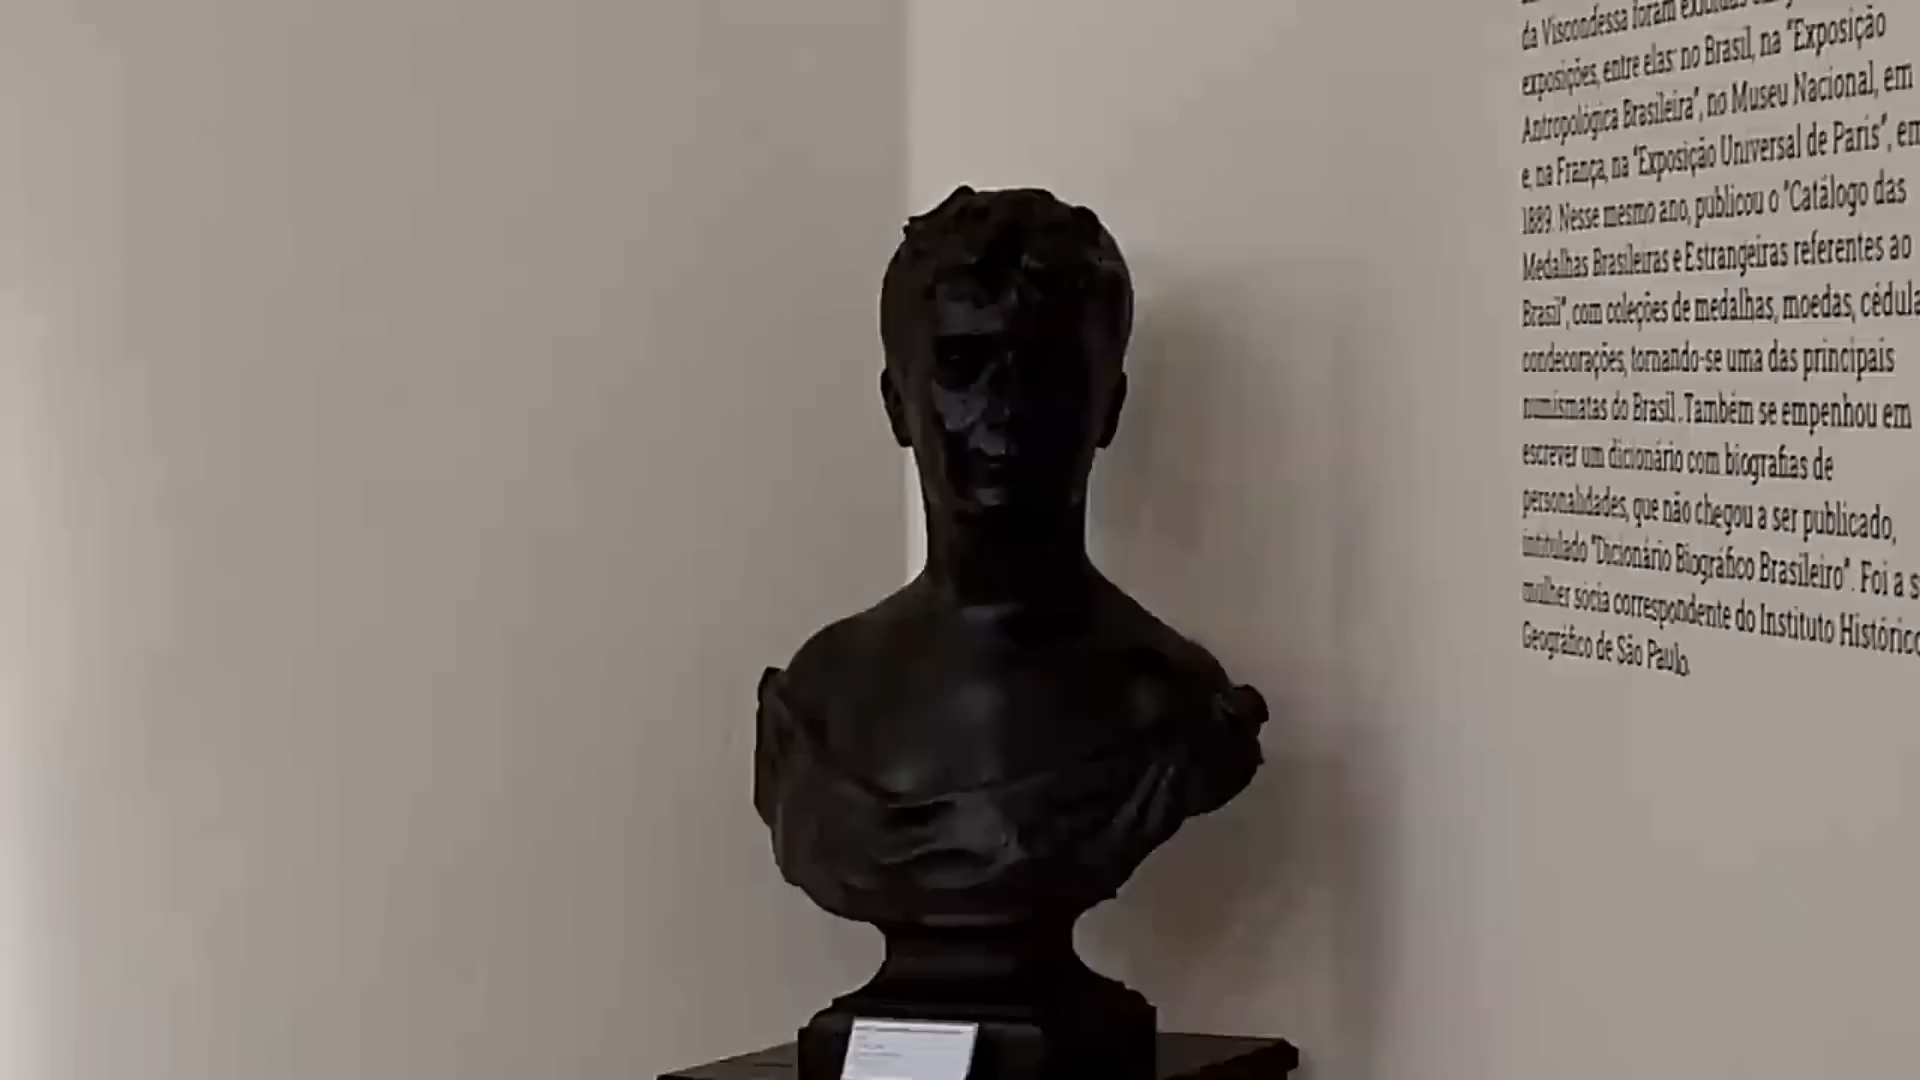 da Viscondessa foram
exposições, entre elas: no Brasil, na "Exposição
Antropológica Brasileira", no Museu Nacional, em
e, na França, na "Exposição Universal de Paris", em
1889. Nesse mesmo ano, publicou o "Catálogo das
Medalhas Brasileiras e Estrangeiras referentes ao
Brasil", com coleções de medalhas, moedas, cédula
condecorações, tornando-se uma das principais
numismatas do Brasil. Também se empenhou em
escrever um dicionário com biografias de
personalidades, que não chegou a ser publicado,
intitulado "Dicionário Biográfico Brasileiro". Foi a s
mulher sócia correspondente do Instituto Histórico
Geográfico de São Paulo.